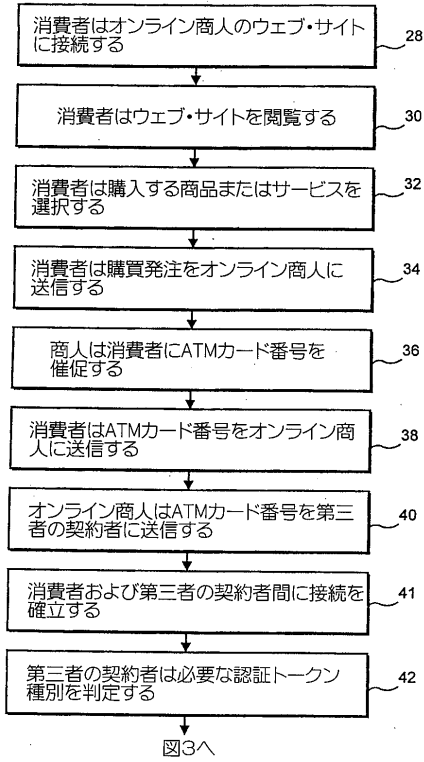 消費者はオンライン商人のウェブ・サイト
に接続する
28
消費者はウェブ・サイトを閲覧する
30
消費者は購入する商品またはサービスを
選択する
32
消費者は購買発注をオンライン商人に
送信する
34
商人は消費者にATMカード番号を
催促する
36
消費者はATMカード番号をオンライン商
人に送信する
38
オンライン商人はATMカード番号を第三
者の契約者に送信する
40
消費者および第三者の契約者間に接続を
確立する
41
第三者の契約者は必要な認証トークン
種別を判定する
42
図3へ